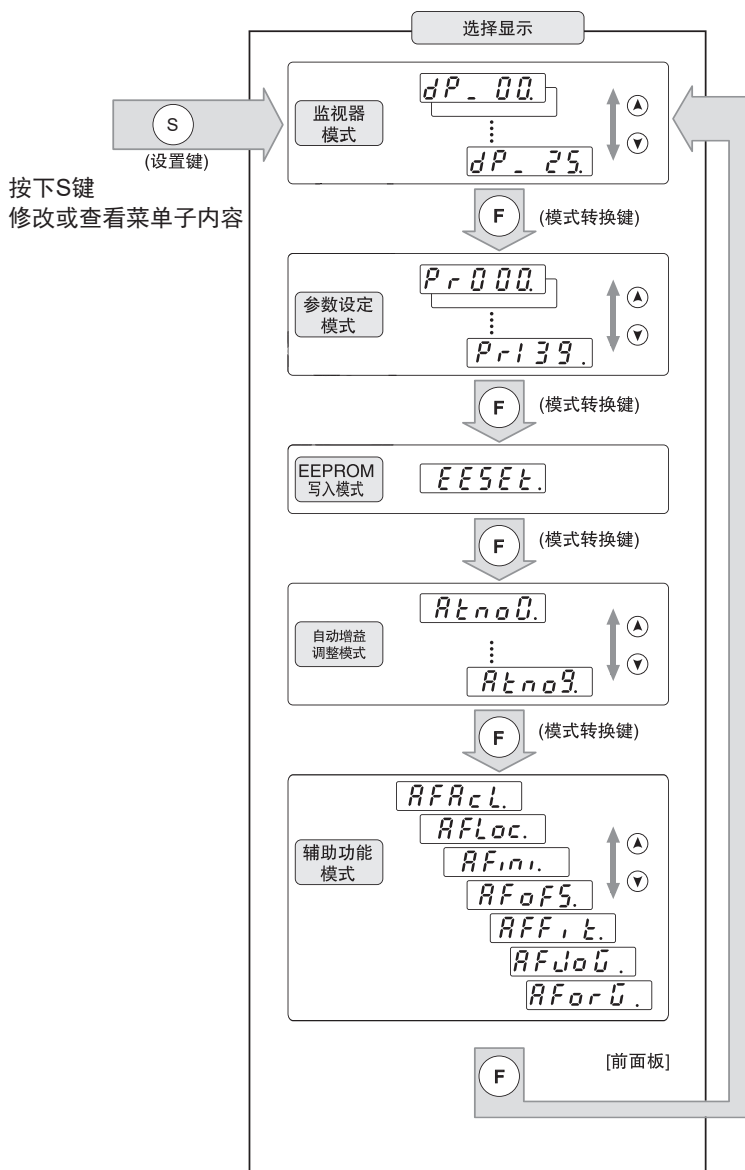 选择显示
监视器
模式
dP_ 00.
dP_ 25.
S
(设置键)
按下S键
修改或查看菜单子内容
F
(模式转换键)
参数设定
模式
Pr000.
Pr139.
F
(模式转换键)
EEPROM
写入模式
EESEt.
F
(模式转换键)
自动增益
调整模式
Atno0.
Atno9.
F
(模式转换键)
辅助功能
模式
AFAcL.
AFLoc.
AFini.
AFoFS.
AFFit.
AFJoG.
AForG.
F
[前面板]